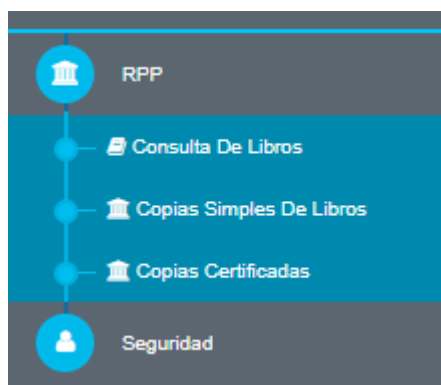 RPP
Consulta De Libros
Copias Simples De Libros
Copias Certificadas
Seguridad